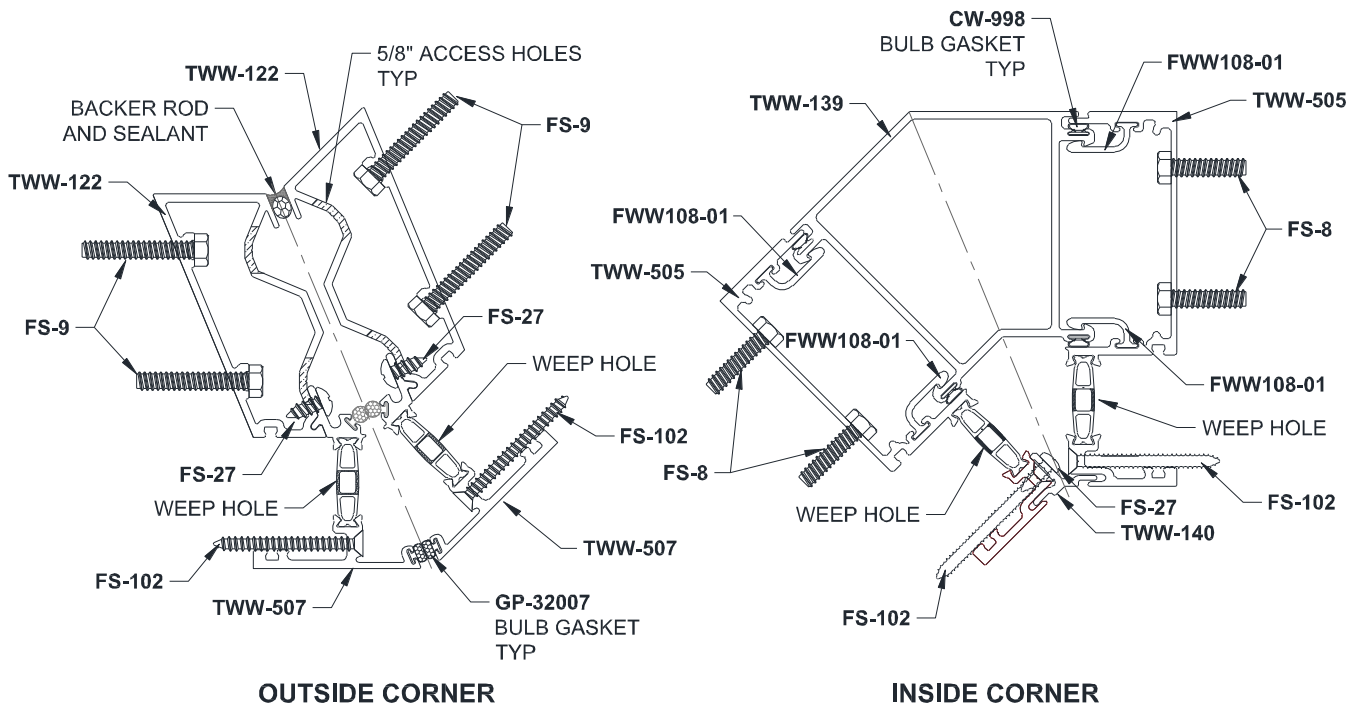 5/8" ACCESS HOLES
TYP
TWW-122
BACKER ROD
AND SEALANT
FS-9
TWW-122
FS-9
FS-27
WEEP HOLE
FS-102
FS-27
WEEP HOLE
FS-102
TWW-507
TWW-507
GP-32007
BULB GASKET
TYP
OUTSIDE CORNER
CW-998
BULB GASKET
TYP
FWW108-01
TWW-139
TWW-505
FWW108-01
FS-8
TWW-505
FWW108-01
FWW108-01
WEEP HOLE
FS-8
WEEP HOLE
FS-27
FS-102
TWW-140
FS-102
INSIDE CORNER